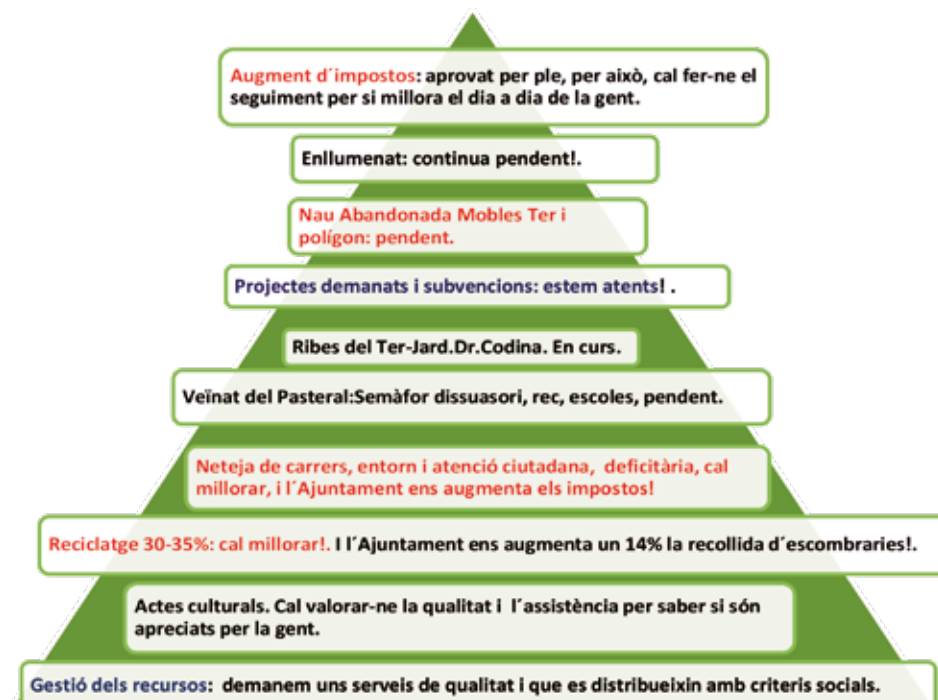 Augment d´impostos: aprovat per ple, per això, cal fer-ne el
seguiment per si millora el dia a dia de la gent.
Enllumenat: continua pendent!.
Nau Abandonada Mobles Ter i
polígon: pendent.
Projectes demanats i subvencions: estem atents! .
Ribes del Ter-Jard.Dr.Codina. En curs.
Veïnat del Pasteral:Semàfor dissuasori, rec, escoles, pendent.
Neteja de carrers, entorn i atenció ciutadana, deficitària, cal
millorar, i l´Ajuntament ens augmenta els impostos!
Reciclatge 30-35%: cal millorar!. I l´Ajuntament ens augmenta un 14% la recollida d´escombraries!.
Actes culturals. Cal valorar-ne la qualitat i l´assistència per saber si són
apreciats per la gent.
Gestió dels recursos: demanem uns serveis de qualitat i que es distribueixin amb criteris socials.